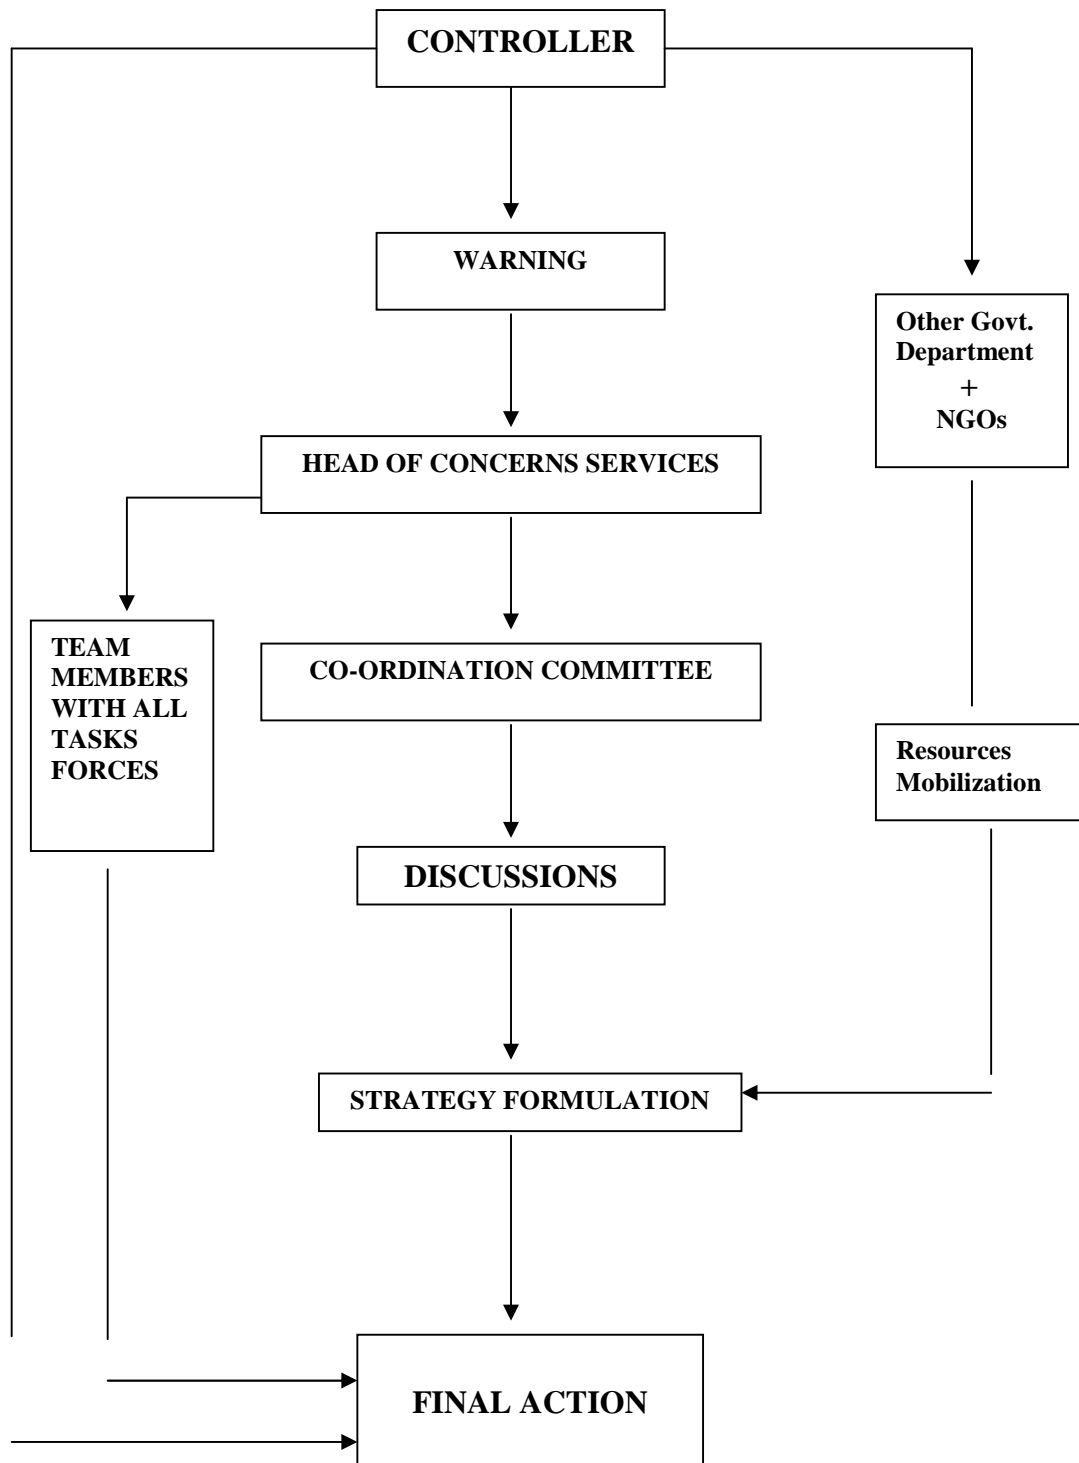 CONTROLLER
WARNING
Other Govt.
Department
+
NGOs
HEAD OF CONCERNS SERVICES
TEAM
MEMBERS
WITH ALL
TASKS
FORCES
CO-ORDINATION COMMITTEE
Resources
Mobilization
DISCUSSIONS
STRATEGY FORMULATION
FINAL ACTION